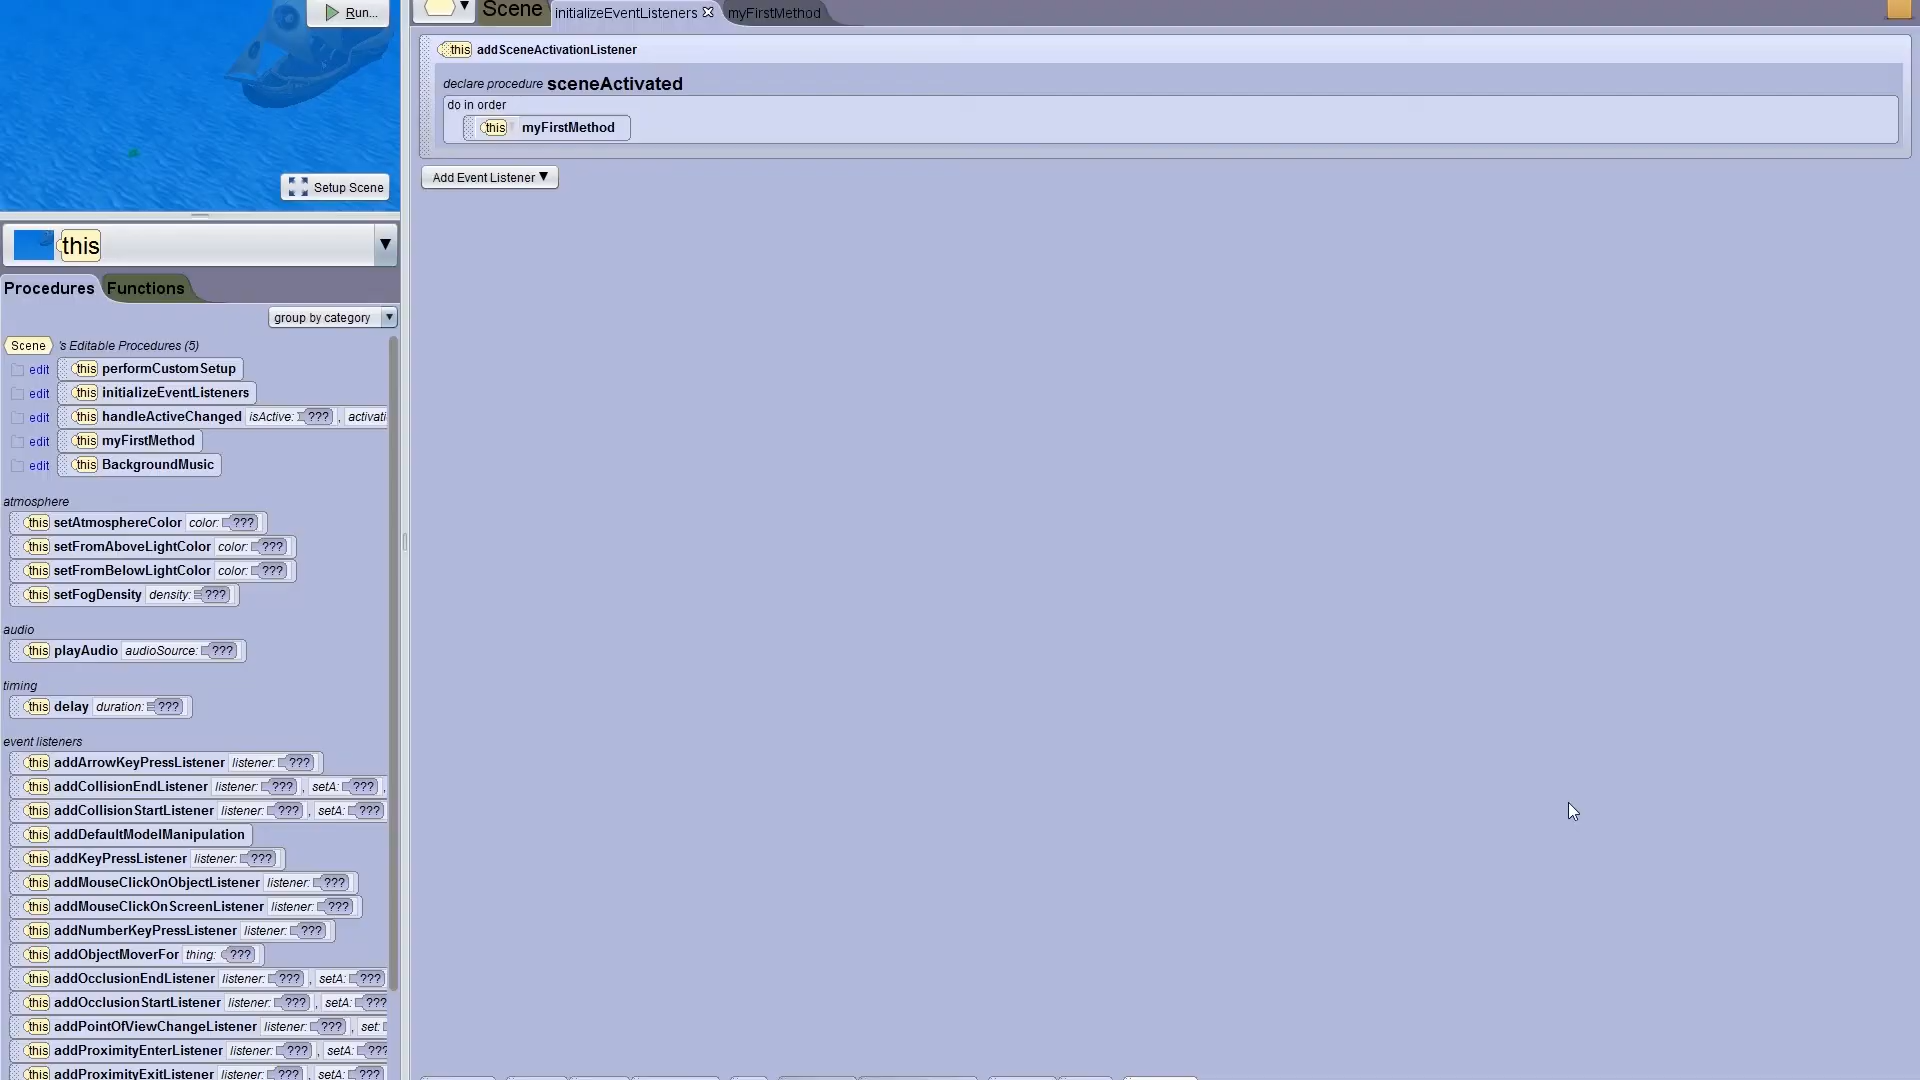 Run...
Scene initializeEventListeners myFirstMethod
this addSceneActivationListener
declare procedure sceneActivated
do in order
this myFirstMethod
Add Event Listener
Setup Scene
this
Procedures Functions
group by category
Scene 's Editable Procedures (5)
edit this performCustomSetup
edit this initializeEventListeners
edit this handleActiveChanged isActive: ??? , activati
edit this myFirstMethod
edit this BackgroundMusic
atmosphere
this setAtmosphereColor color: ???
this setFromAboveLightColor color: ???
this setFromBelowLightColor color: ???
this setFogDensity density: ???
audio
this playAudio audioSource: ???
timing
this delay duration: ???
event listeners
this addArrowKeyPressListener listener: ???
this addCollisionEndListener listener: ??? , setA: ??? ,
this addCollisionStartListener listener: ??? , setA: ???
this addDefaultModelManipulation
this addKeyPressListener listener: ???
this addMouseClickOnObjectListener listener: ???
this addMouseClickOnScreenListener listener: ???
this addNumberKeyPressListener listener: ???
this addObjectMoverFor thing: ???
this addOcclusionEndListener listener: ??? , setA: ???
this addOcclusionStartListener listener: ??? , setA: ???
this addPointOfViewChangeListener listener: ??? , set:
this addProximityEnterListener listener: ??? , setA: ???
this addProximityExitListener listener: ??? , setA: ???